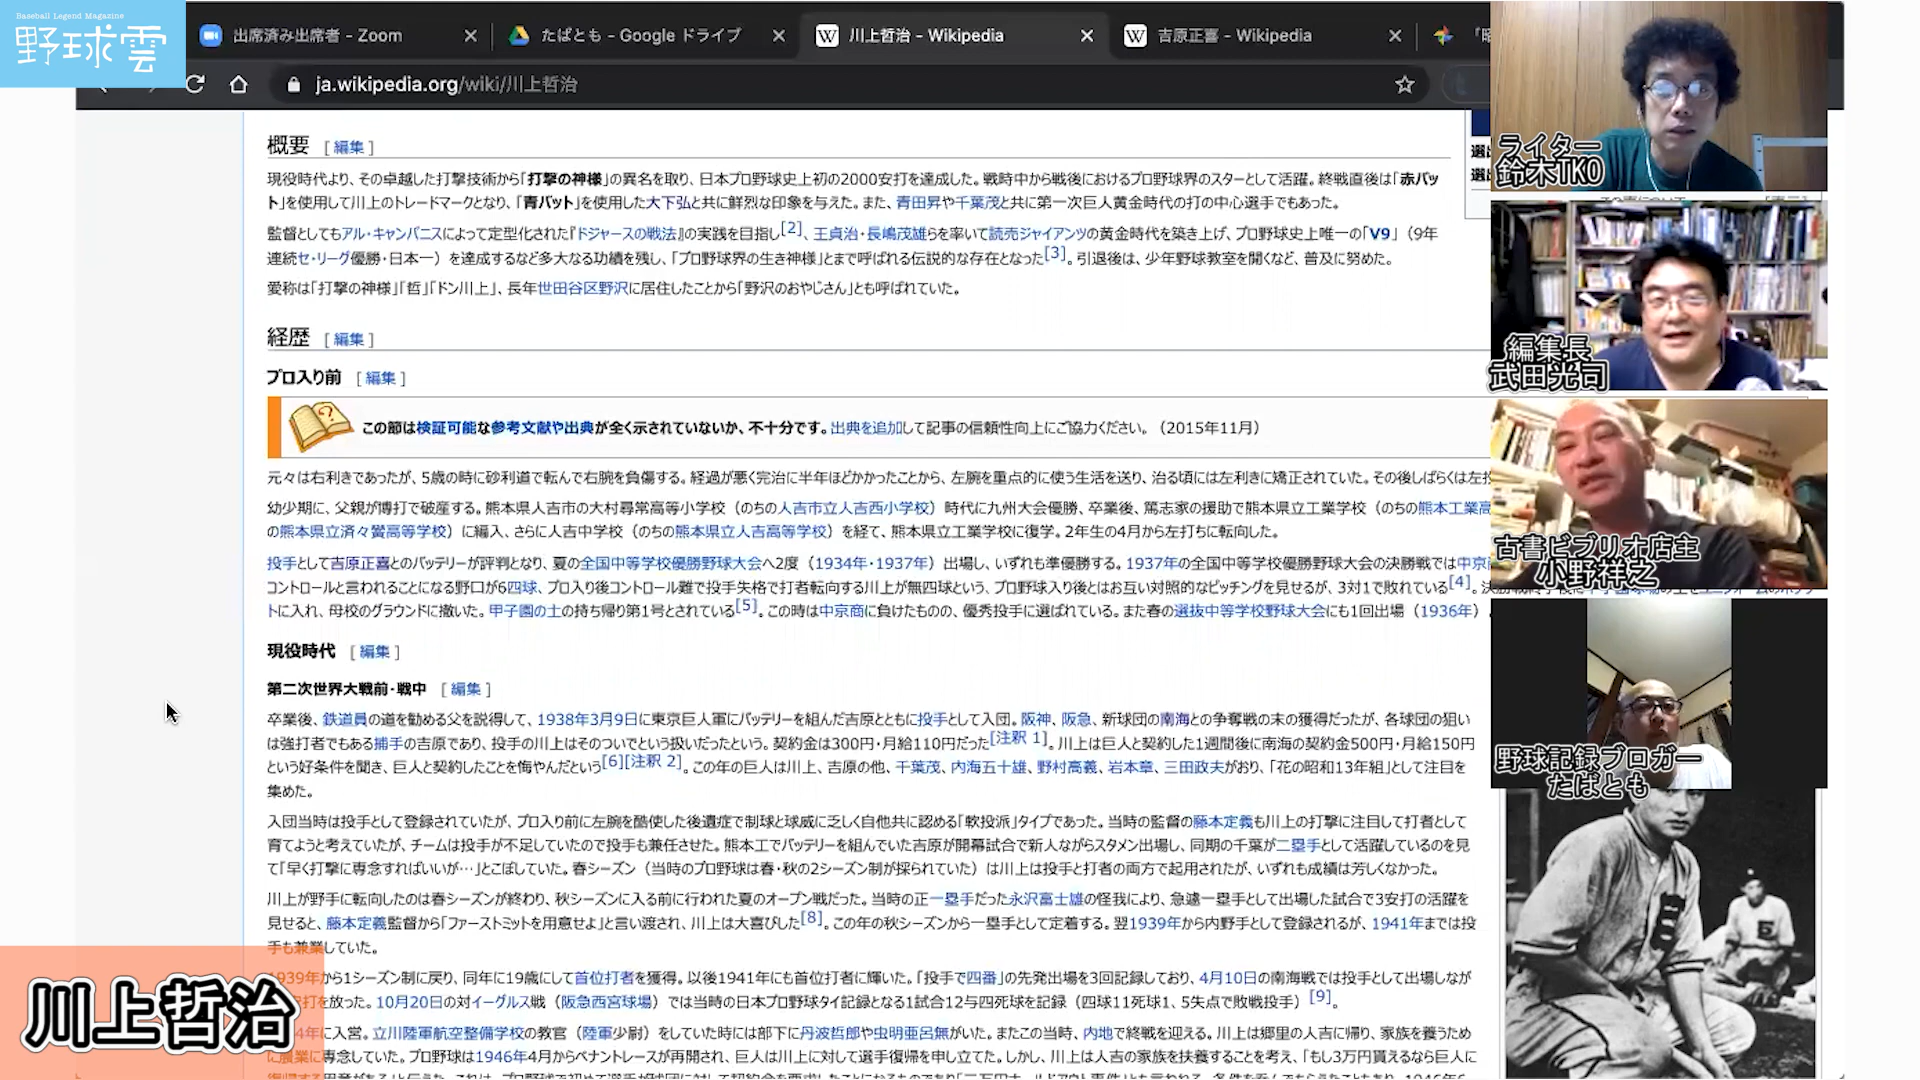 Baseball Legend Magazine
野球雲
出席済み出席者 - Zoom
たばとも - Google ドライブ
川上哲治 - Wikipedia
吉原正喜 - Wikipedia
ja.wikipedia.org/wiki/川上哲治
概要 [編集]
現役時代より、その卓越した打撃技術から「打撃の神様」の異名を取り、日本プロ野球史上初の2000安打を達成した。戦時中から戦後におけるプロ野球界のスターとして活躍。終戦直後は「赤バッ
ト」を使用して川上のトレードマークとなり、「青バット」を使用した大下弘と共に鮮烈な印象を与えた。また、青田昇や千葉茂と共に第一次巨人黄金時代の打の中心選手でもあった。
監督としてもアル・キャンパニスによって定型化された『ドジャースの戦法』の実践を目指し[2]、王貞治・長嶋茂雄らを率いて読売ジャイアンツの黄金時代を築き上げ、プロ野球史上唯一の「V9」（9年
連続セ・リーグ優勝・日本一）を達成するなど多大なる功績を残し、「プロ野球界の生き神様」とまで呼ばれる伝説的な存在となった[3]。引退後は、少年野球教室を開くなど、普及に努めた。
愛称は「打撃の神様」「哲」「ドン川上」、長年世田谷区野沢に居住したことから「野沢のおやじさん」とも呼ばれていた。
経歴 [編集]
プロ入り前 [編集]
この節は検証可能な参考文献や出典が全く示されていないか、不十分です。出典を追加して記事の信頼性向上にご協力ください。（2015年11月）
元々は右利きであったが、5歳の時に砂利道で転んで右腕を負傷する。経過が悪く完治に半年ほどかかったことから、左腕を重点的に使う生活を送り、治る頃には左利きに矯正されていた。その後しばらくは左投
幼少期に、父親が博打で破産する。熊本県人吉市の大村尋常高等小学校（のちの人吉市立人吉西小学校）時代に九州大会優勝、卒業後、篤志家の援助で熊本県立工業学校（のちの熊本工業高
の熊本県立済々黌高等学校）に編入、さらに人吉中学校（のちの熊本県立人吉高等学校）を経て、熊本県立工業学校に復学。2年生の4月から左打ちに転向した。
投手として吉原正喜とのバッテリーが評判となり、夏の全国中等学校優勝野球大会へ2度（1934年・1937年）出場し、いずれも準優勝する。1937年の全国中等学校優勝野球大会の決勝戦では中京
コントロールと言われることになる野口が6四球、プロ入り後コントロール難で投手失格で打者転向する川上が無四球という、プロ野球入り後とはお互い対照的なピッチングを見せるが、3対1で敗れている[4]。
トに入れ、母校のグラウンドに撒いた。甲子園の土の持ち帰り第1号とされている[5]。この時は中京商に負けたものの、優秀投手に選ばれている。また春の選抜中等学校野球大会にも1回出場（1936年）
現役時代 [編集]
第二次世界大戦前・戦中 [編集]
卒業後、鉄道員の道を勧める父を説得して、1938年3月9日に東京巨人軍にバッテリーを組んだ吉原とともに投手として入団。阪神、阪急、新球団の南海との争奪戦の末の獲得だったが、各球団の狙い
は強打者でもある捕手の吉原であり、投手の川上はそのついでという扱いだったという。契約金は300円・月給110円だった[注釈 1]。川上は巨人と契約した1週間後に南海の契約金500円・月給150円
という好条件を聞き、巨人と契約したことを悔やんだという[6][注釈 2]。この年の巨人は川上、吉原の他、千葉茂、内海五十雄、野村高義、岩本章、三田政夫がおり、「花の昭和13年組」として注目を
集めた。
入団当時は投手として登録されていたが、プロ入り前に左腕を酷使した後遺症で制球と球威に乏しく自他共に認める「軟投派」タイプであった。当時の監督の藤本定義も川上の打撃に注目して打者として
育てようと考えていたが、チームは投手が不足していたので投手も兼任させた。熊本工でバッテリーを組んでいた吉原が開幕試合で新人ながらスタメン出場し、同期の千葉が二塁手として活躍しているのを見
て「早く打撃に専念すればいいが…」とこぼしていた。春シーズン（当時のプロ野球は春・秋の2シーズン制が採られていた）は川上は投手と打者の両方で起用されたが、いずれも成績は芳しくなかった。
川上が野手に転向したのは春シーズンが終わり、秋シーズンに入る前に行われた夏のオープン戦だった。当時の正一塁手だった永沢富士雄の怪我により、急遽一塁手として出場した試合で3安打の活躍を
見せると、藤本定義監督から「ファーストミットを用意せよ」と言い渡され、川上は大喜びした[8]。この年の秋シーズンから一塁手として定着する。翌1939年から内野手として登録されるが、1941年までは投
手も兼業していた。
1939年から1シーズン制に戻り、同年に19歳にして首位打者を獲得。以後1941年にも首位打者に輝いた。「投手で四番」の先発出場を3回記録しており、4月10日の南海戦では投手として出場しなが
打を放った。10月20日の対イーグルス戦（阪急西宮球場）では当時の日本プロ野球タイ記録となる1試合12与四死球を記録（四球11死球1、5失点で敗戦投手）[9]。
年に入営。立川陸軍航空整備学校の教官（陸軍少尉）をしていた時には部下に丹波哲郎や虫明亜呂無がいた。またこの当時、内地で終戦を迎える。川上は郷里の人吉に帰り、家族を養うため
に農業に専念していた。プロ野球は1946年4月からペナントレースが再開され、巨人は川上に対して選手復帰を申し立てた。しかし、川上は人吉の家族を扶養することを考え、「もし3万円貰えるなら巨人に
川上哲治
ライター
鈴木TKO
編集長
武田光司
古書ビブリオ店主
小野祥之
野球記録ブロガー
たばとも